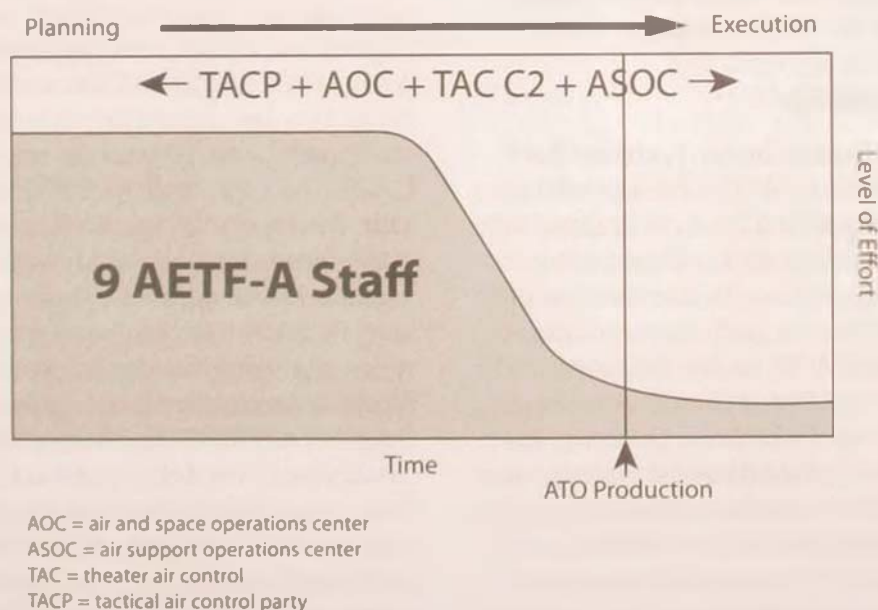 Planning
Execution
TACP + AOC + TAC C2 + ASOC
Level of Effort
9 AETF-A Staff
Time
ATO Production
AOC = air and space operations center
ASOC = air support operations center
TAC = theater air control
TACP = tactical air control party